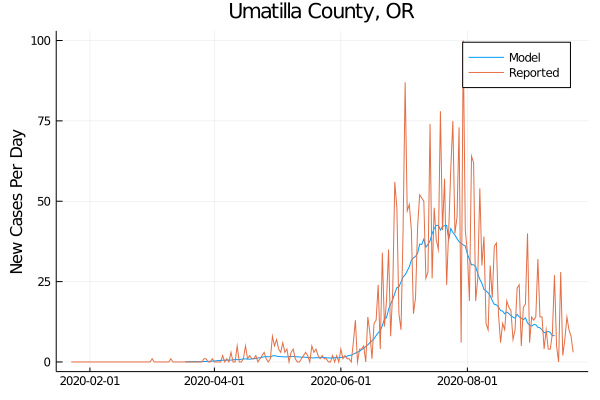 Umatilla County, OR
New Cases Per Day
100
75
50
25
0
2020-02-01
2020-04-01
2020-06-01
2020-08-01
Model
Reported